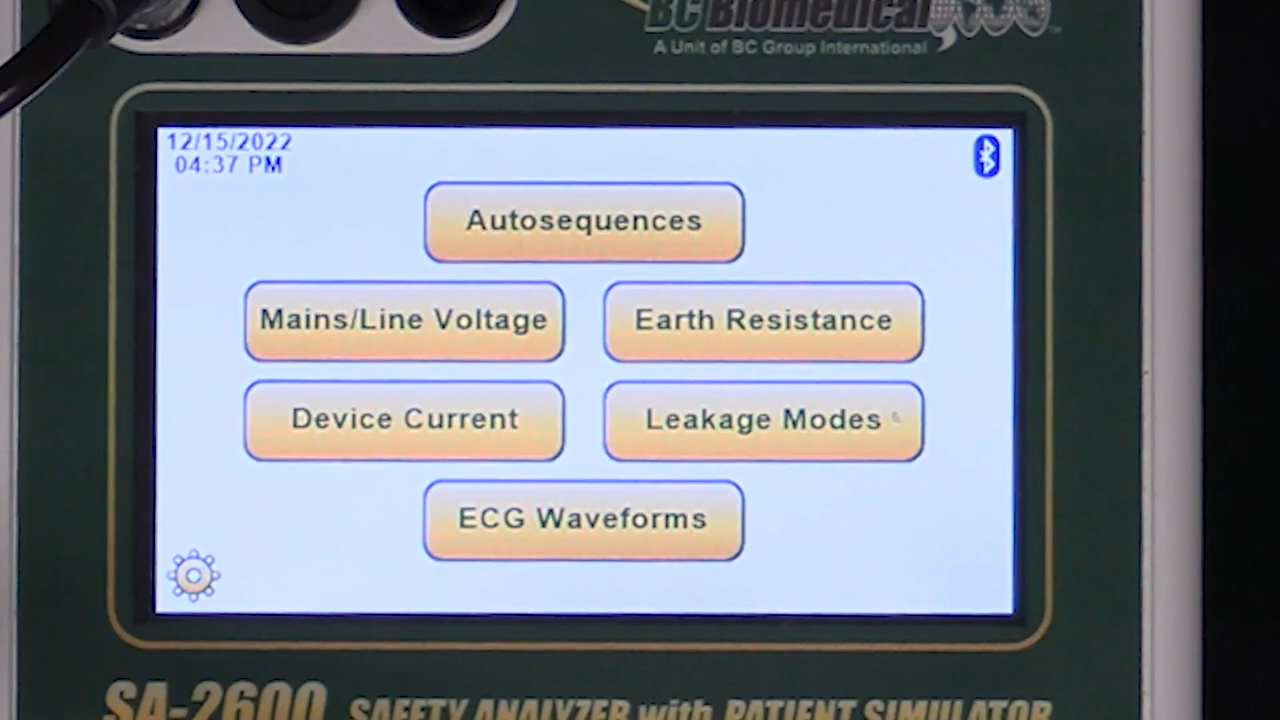 BC Biomedical
A Unit of BC Group International
12/15/2022
04:37 PM
Autosequences
Mains/Line Voltage
Earth Resistance
Device Current
Leakage Modes
ECG Waveforms
SA-2600 SAFETY ANALYZER with PATIENT SIMULATOR